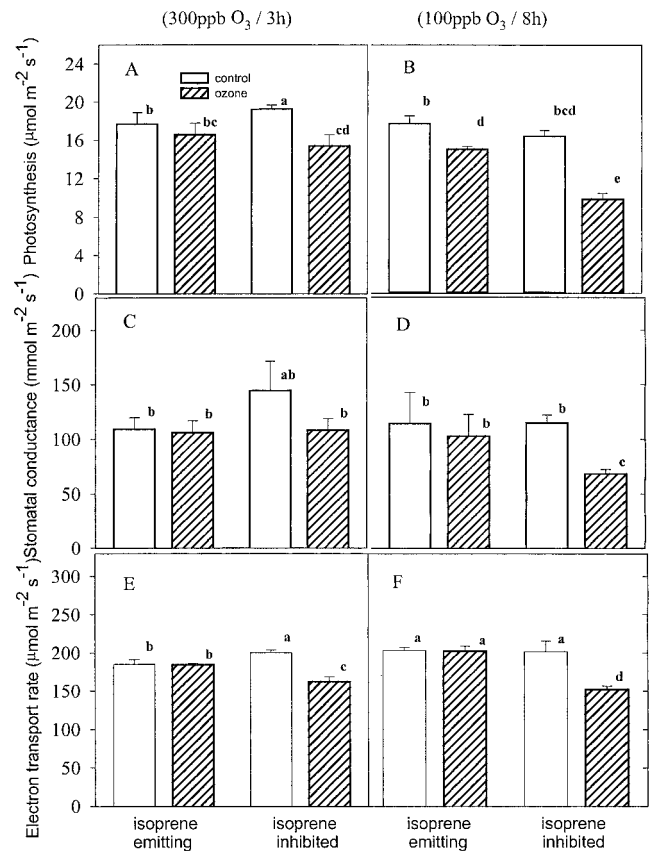 (300ppb O3 / 3h)
(100ppb O3 / 8h)
Photosynthesis (μmol m-2 s-1)
24
20
16
12
8
4
0
A
control
ozone
b
bc
a
cd
B
b
d
bcd
e
Stomatal conductance (mmol m-2 s-1)
200
150
100
50
0
C
b
b
ab
b
D
b
b
b
c
Electron transport rate (μmol m-2 s-1)
300
250
200
150
100
50
0
E
b
b
a
c
F
a
a
a
d
isoprene
emitting
isoprene
inhibited
isoprene
emitting
isoprene
inhibited